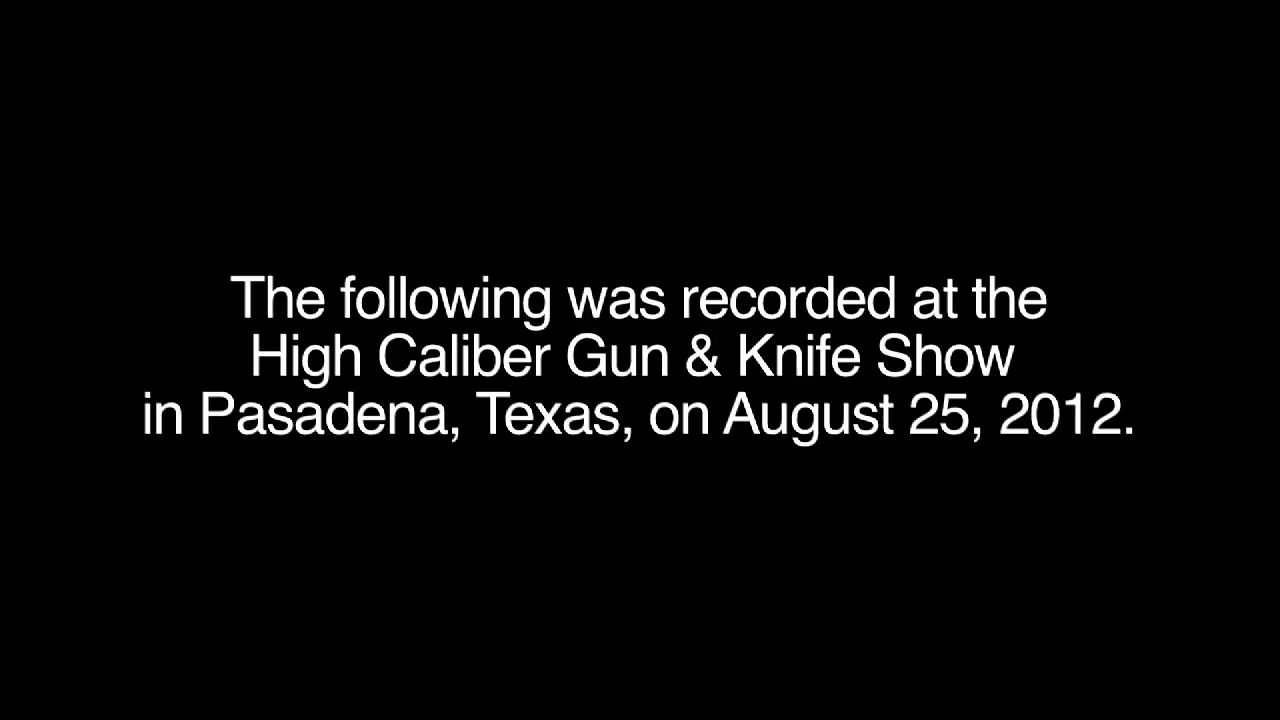 The following was recorded at the
High Caliber Gun & Knife Show
in Pasadena, Texas, on August 25, 2012.